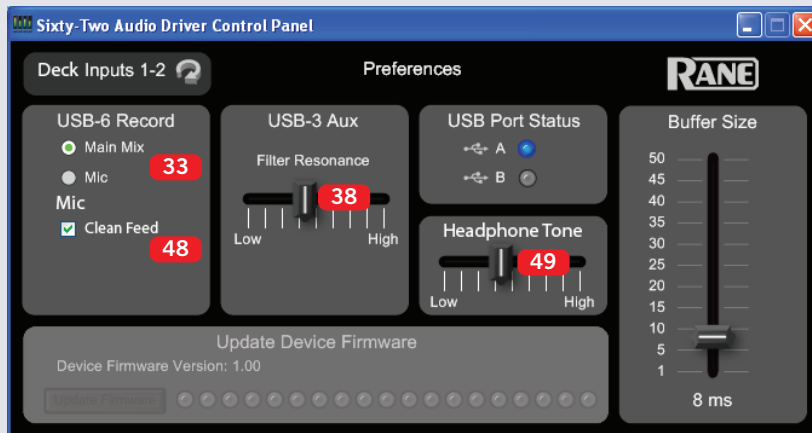 Sixty-Two Audio Driver Control Panel
Deck Inputs 1-2
Preferences
RANE
USB-6 Record
Main Mix
33
Mic
Mic
Clean Feed
48
USB-3 Aux
Filter Resonance
38
Low
High
USB Port Status
A
B
Headphone Tone
49
Low
High
Buffer Size
50
45
40
35
30
25
20
15
10
5
1
8 ms
Update Device Firmware
Device Firmware Version: 1.00
Update Firmware